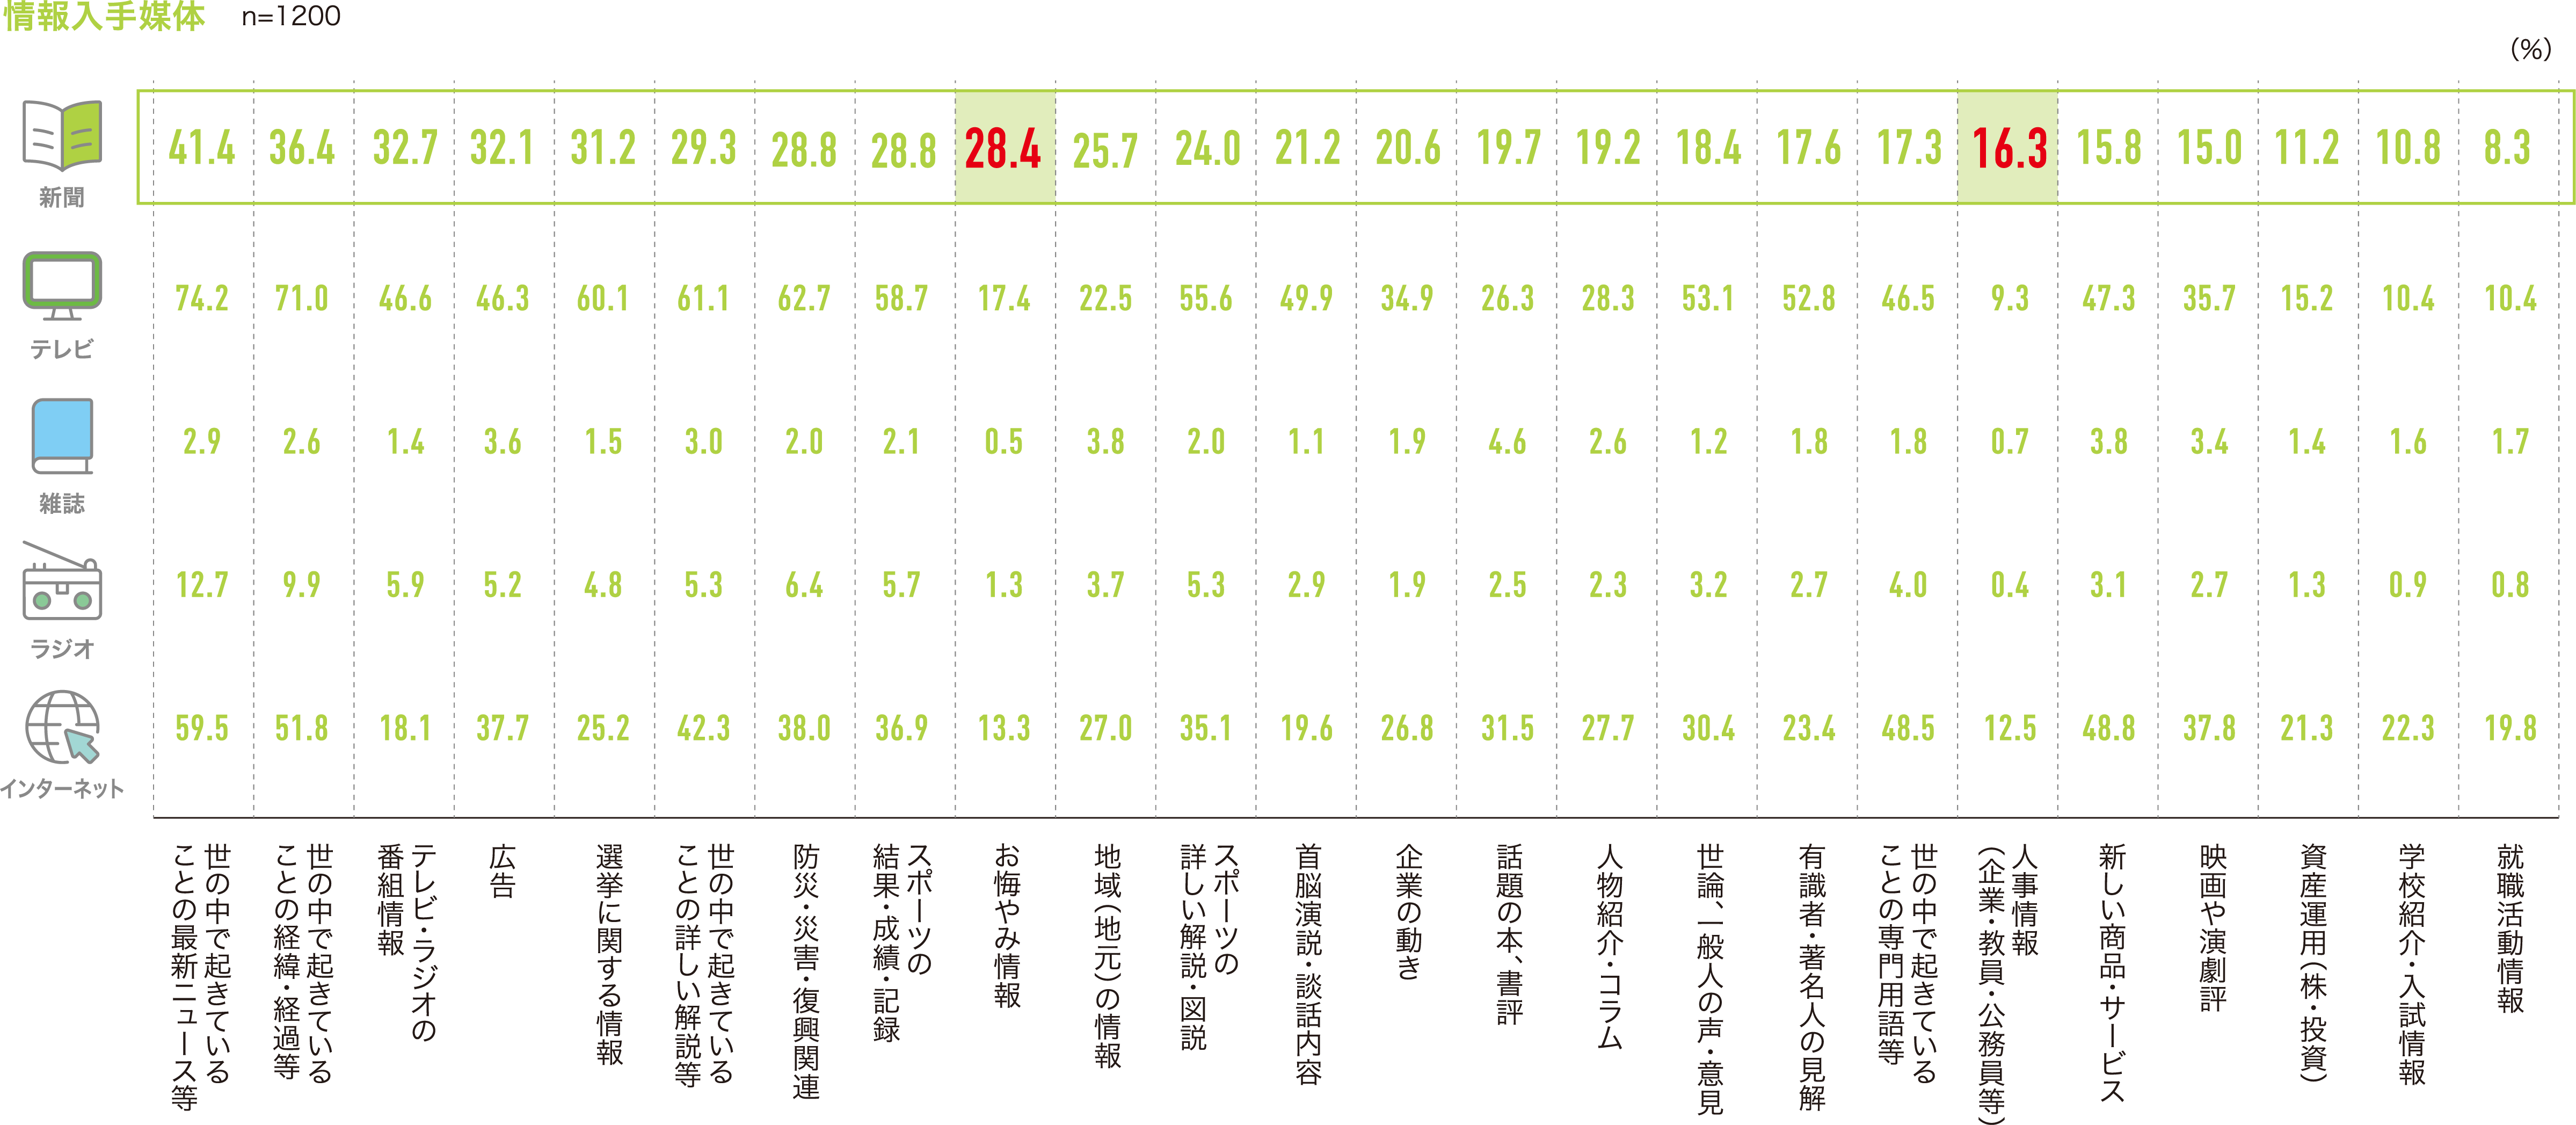 情報入手媒体 n=1200
(%)
新聞 41.4 36.4 32.7 32.1 31.2 29.3 28.8 28.8 28.4 25.7 24.0 21.2 20.6 19.7 19.2 18.4 17.6 17.3 16.3 15.8 15.0 11.2 10.8 8.3
テレビ 74.2 71.0 46.6 46.3 60.1 61.1 62.7 58.7 17.4 22.5 55.6 49.9 34.9 26.3 28.3 53.1 52.8 46.5 9.3 47.3 35.7 15.2 10.4 10.4
雑誌 2.9 2.6 1.4 3.6 1.5 3.0 2.0 2.1 0.5 3.8 2.0 1.1 1.9 4.6 2.6 1.2 1.8 1.8 0.7 3.8 3.4 1.4 1.6 1.7
ラジオ 12.7 9.9 5.9 5.2 4.8 5.3 6.4 5.7 1.3 3.7 5.3 2.9 1.9 2.5 2.3 3.2 2.7 4.0 0.4 3.1 2.7 1.3 0.9 0.8
インターネット 59.5 51.8 18.1 37.7 25.2 42.3 38.0 36.9 13.3 27.0 35.1 19.6 26.8 31.5 27.7 30.4 23.4 48.5 12.5 48.8 37.8 21.3 22.3 19.8
世の中で起きている
ことの最新ニュース等
世の中で起きている
ことの経緯・経過等
テレビ・ラジオの
番組情報
広告
選挙に関する情報
世の中で起きている
ことの詳しい解説等
防災・災害・復興関連
スポーツの
結果・成績・記録
お悔やみ情報
地域(地元)の情報
スポーツの
詳しい解説・図説
首脳演説・談話内容
企業の動き
話題の本、書評
人物紹介・コラム
世論、一般人の声・意見
有識者・著名人の見解
世の中で起きている
ことの専門用語等
人事情報
(企業・教員・公務員等)
新しい商品・サービス
映画や演劇評
資産運用(株・投資)
学校紹介・入試情報
就職活動情報